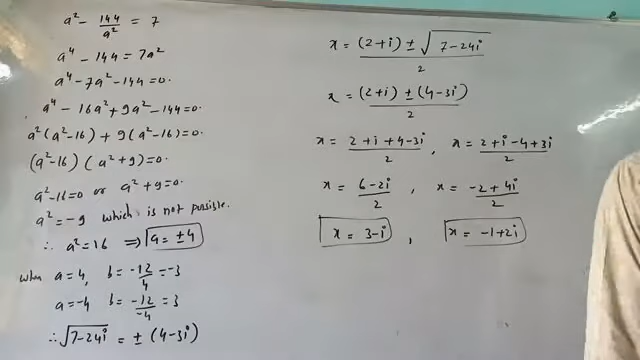 a² - 144/a² = 7
a⁴ - 144 = 7a²
a⁴ - 7a² - 144 = 0.
a⁴ - 16a² + 9a² - 144 = 0.
a²(a² - 16) + 9(a² - 16) = 0.
(a² - 16)(a² + 9) = 0.
a² - 16 = 0 or a² + 9 = 0.
a² = -9 which is not possible.
∴ a² = 16 ⇒ a = ±4
when a = 4, b = -12/4 = -3
a = -4 b = -12/-4 = 3
∴ √(7-24i) = ± (4-3i)
x = ((2+i) ± √(7-24i))/2
x = ((2+i) ± (4-3i))/2
x = (2+i+4-3i)/2, x = (2+i-4+3i)/2
x = (6-2i)/2, x = (-2+4i)/2
x = 3-i, x = -1+2i